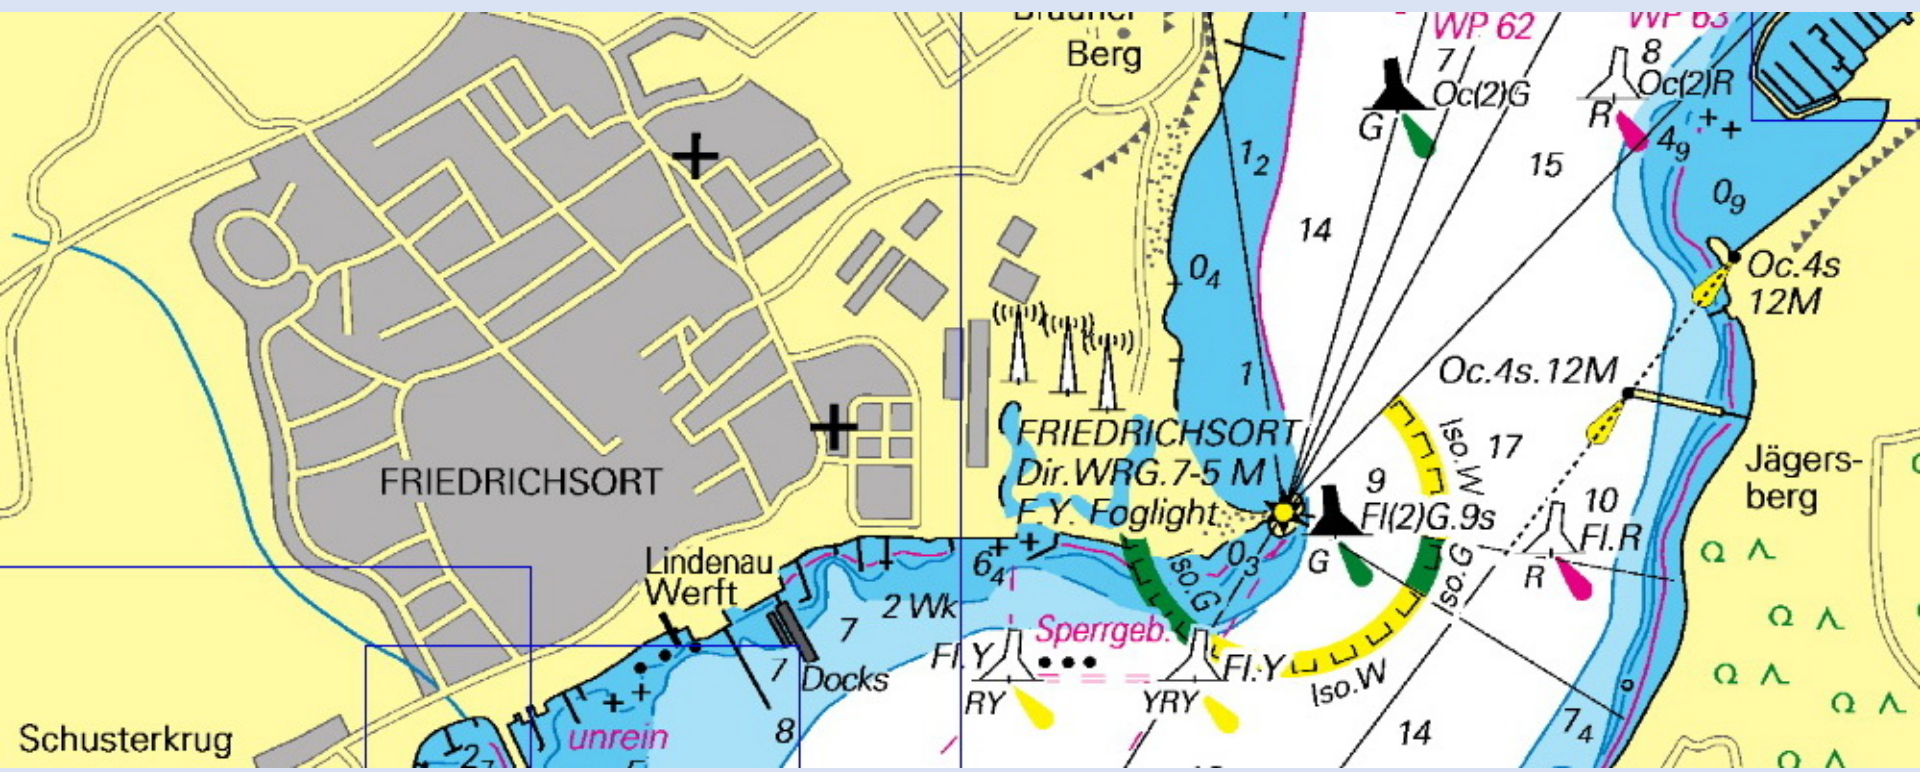 Brauner
Berg
WP 62
WP 63
7
Oc(2)G
G
8
Oc(2)R
R
4₉
15
1₂
0₉
14
0₄
Oc.4s
12M
1
Oc.4s.12M
FRIEDRICHSORT
Dir.WRG.7-5 M
F.Y. Foglight
Iso.W
17
9
Fl(2)G.9s
G
10
Fl.R
R
Jägers-
berg
FRIEDRICHSORT
Lindenau
Werft
6₄
0₃
Iso.G
Iso.G
2 Wk
7
7
Docks
8
Sperrgeb.
Fl.Y
RY
Fl.Y
YRY
Iso.W
14
7₄
Schusterkrug
unrein
2₇